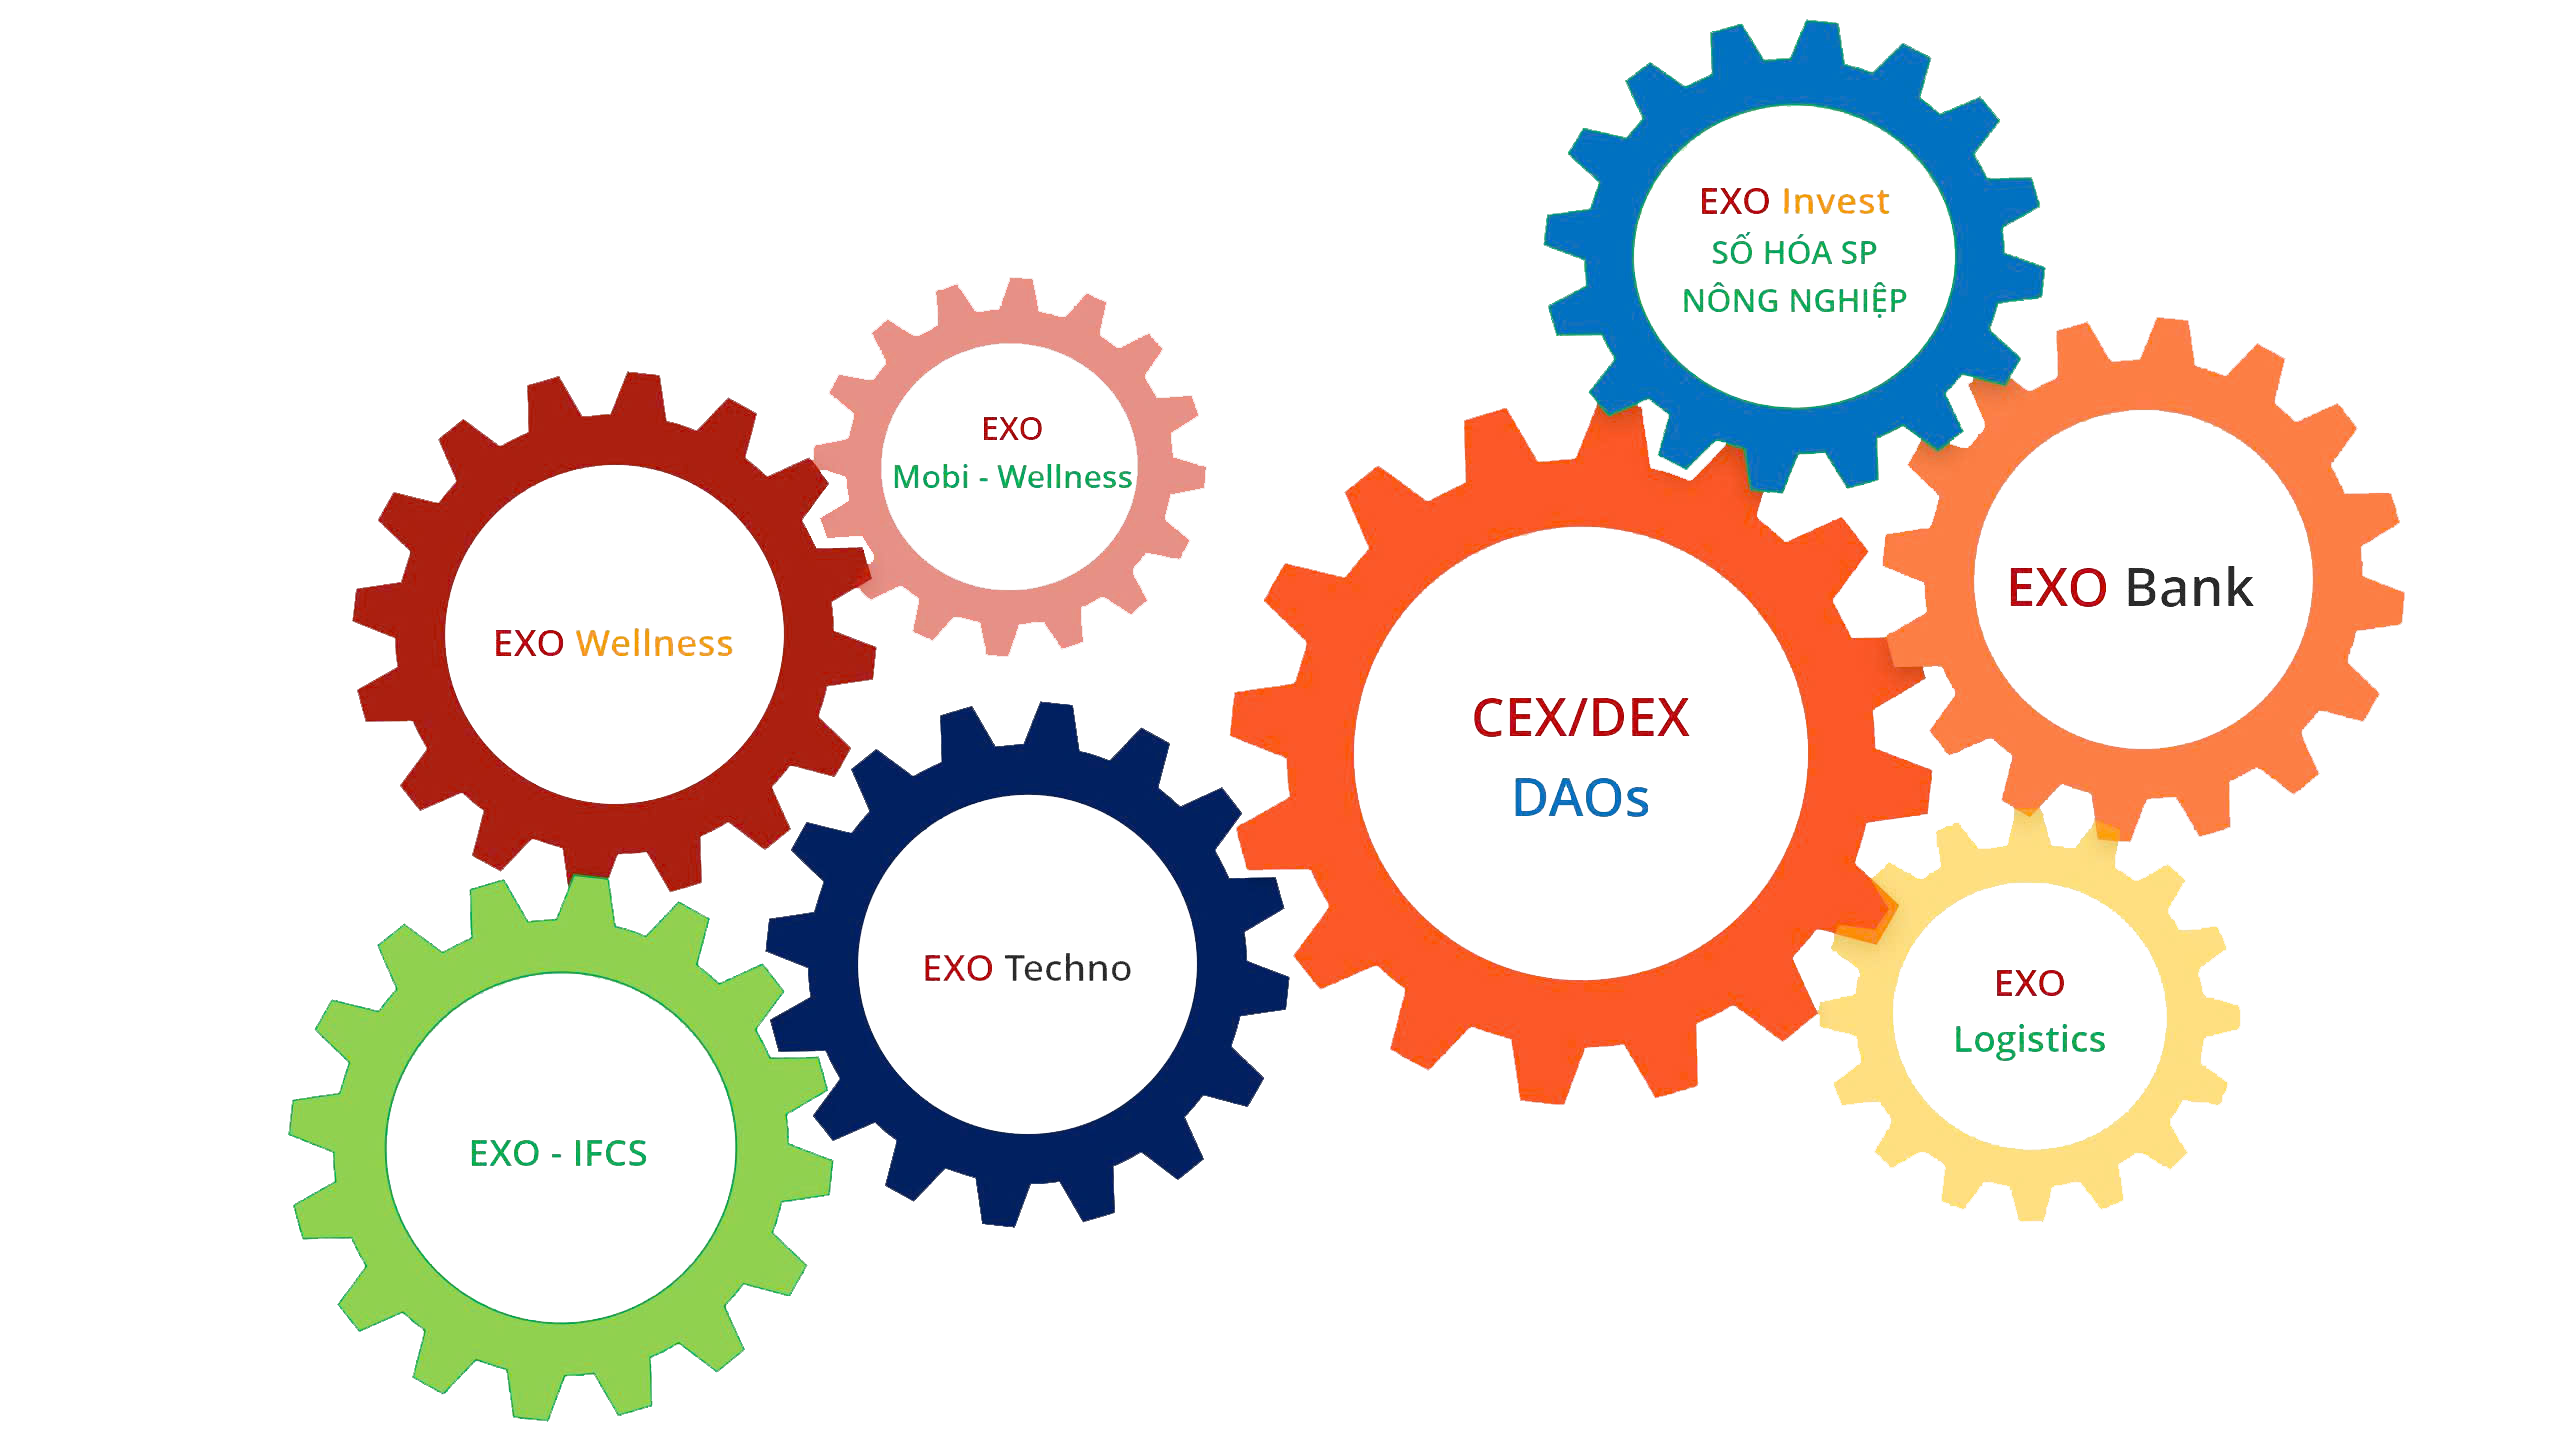 EXO Invest
SỐ HÓA SP
NÔNG NGHIỆP
EXO
Mobi - Wellness
EXO Wellness
EXO Bank
CEX/DEX
DAOs
EXO Techno
EXO
Logistics
EXO - IFCS